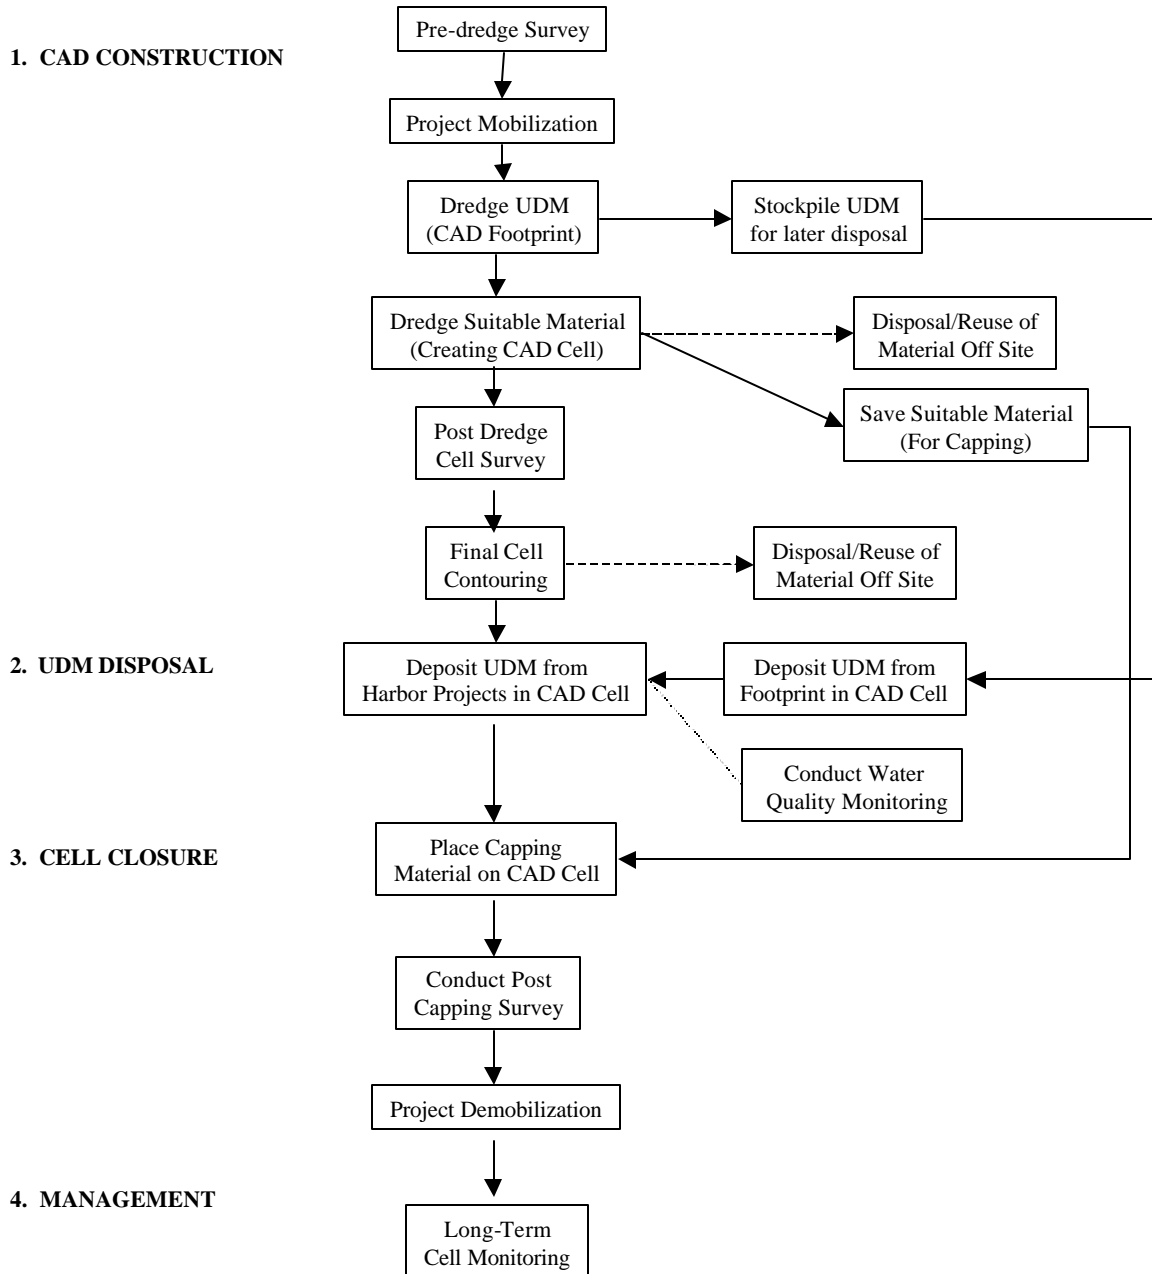 Pre-dredge Survey
1. CAD CONSTRUCTION
Project Mobilization
Dredge UDM
(CAD Footprint)
Stockpile UDM
for later disposal
Dredge Suitable Material
(Creating CAD Cell)
Disposal/Reuse of
Material Off Site
Save Suitable Material
(For Capping)
Post Dredge
Cell Survey
Final Cell
Contouring
Disposal/Reuse of
Material Off Site
2. UDM DISPOSAL
Deposit UDM from
Harbor Projects in CAD Cell
Deposit UDM from
Footprint in CAD Cell
Conduct Water
Quality Monitoring
3. CELL CLOSURE
Place Capping
Material on CAD Cell
Conduct Post
Capping Survey
Project Demobilization
4. MANAGEMENT
Long-Term
Cell Monitoring